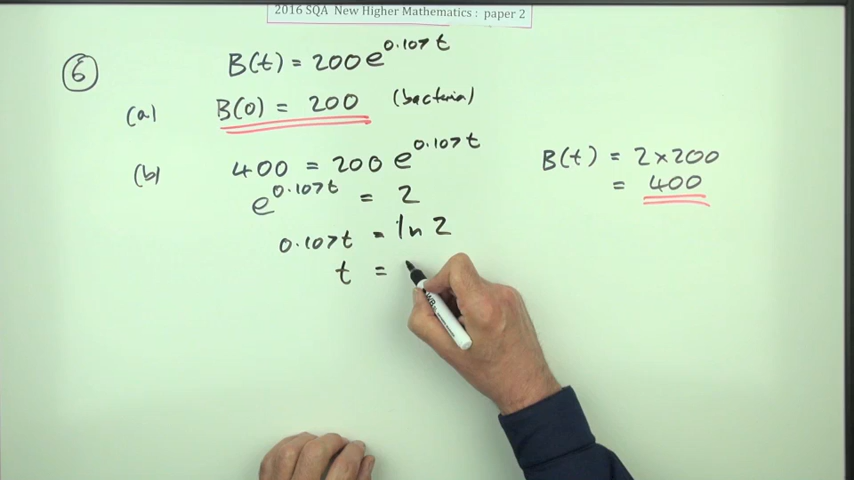 2016 SQA New Higher Mathematics : paper 2
6 B(t) = 200e^0.107t
(a) B(0) = 200 (bacteria)
(b) 400 = 200 e^0.107t
e^0.107t = 2
0.107t = ln 2
t =
B(t) = 2×200
= 400